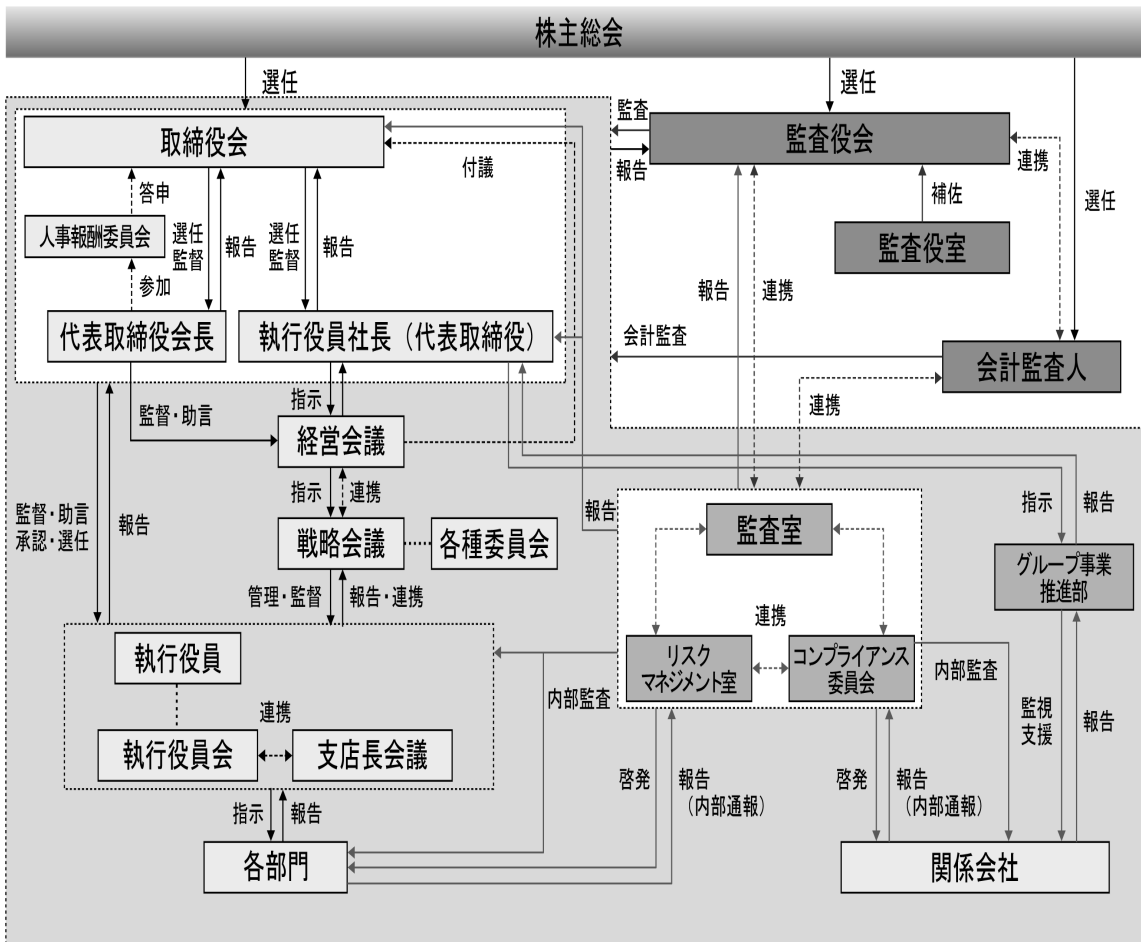 株主総会
選任
選任
選任
取締役会
付議
監査
報告
監査役会
連携
補佐
監査役室
答申
人事報酬委員会
参加
選任
監督
報告
選任
監督
報告
報告
連携
代表取締役会長
執行役員社長（代表取締役）
会計監査
会計監査人
連携
監督・助言
指示
経営会議
指示
連携
監督・助言
承認・選任
報告
戦略会議
各種委員会
報告
監査室
指示
報告
グループ事業
推進部
管理・監督
報告・連携
連携
執行役員
リスク
マネジメント室
コンプライアンス
委員会
内部監査
内部監査
連携
執行役員会
支店長会議
監視
支援
報告
啓発
報告
（内部通報）
啓発
報告
（内部通報）
指示
報告
各部門
関係会社